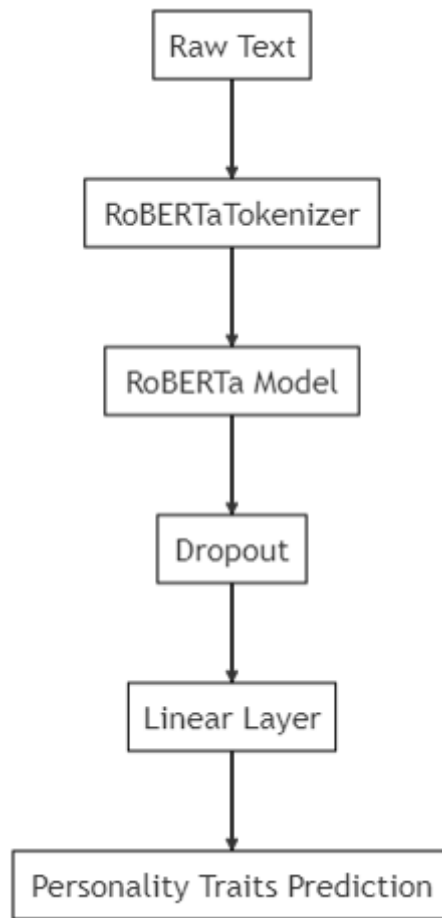 Raw Text
RoBERTaTokenizer
RoBERTa Model
Dropout
Linear Layer
Personality Traits Prediction